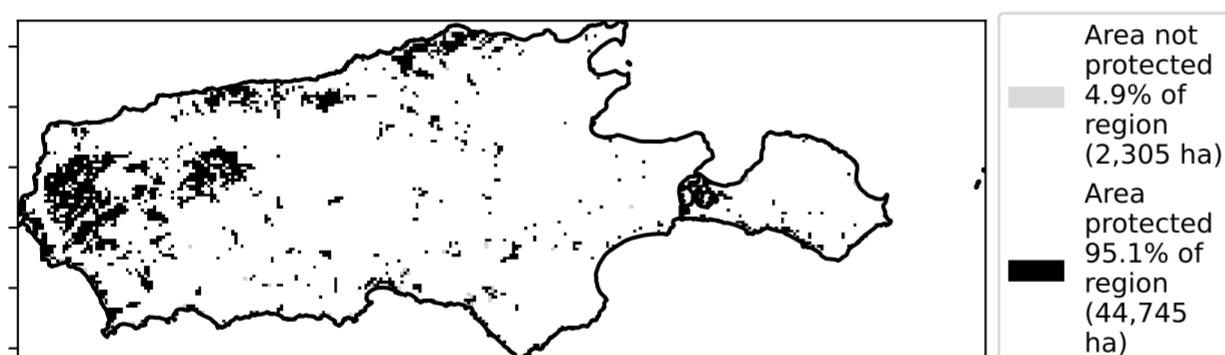 Area not
protected
4.9% of
region
(2,305 ha)
Area
protected
95.1% of
region
(44,745
ha)